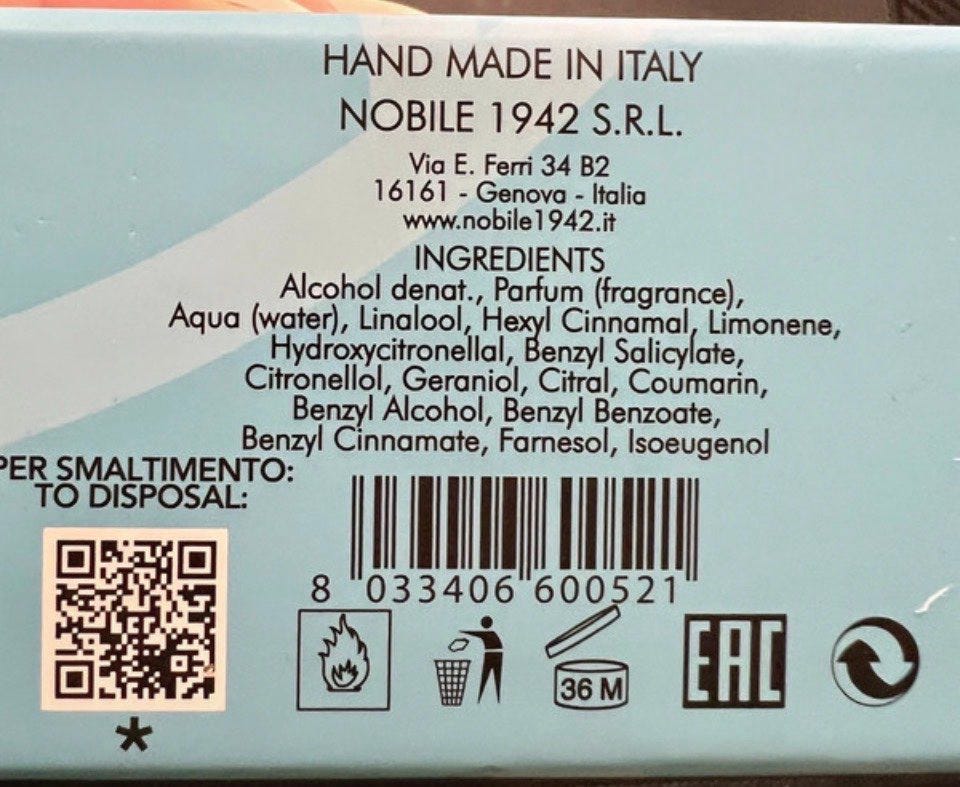 HAND MADE IN ITALY
NOBILE 1942 S.R.L.
Via E. Ferri 34 B2
16161 - Genova - Italia
www.nobile1942.it
INGREDIENTS
Alcohol denat., Parfum (fragrance),
Aqua (water), Linalool, Hexyl Cinnamal, Limonene,
Hydroxycitronellal, Benzyl Salicylate,
Citronellol, Geraniol, Citral, Coumarin,
Benzyl Alcohol, Benzyl Benzoate,
Benzyl Cinnamate, Farnesol, Isoeugenol
PER SMALTIMENTO:
TO DISPOSAL:
8 033406 600521
36 M
EAC
*